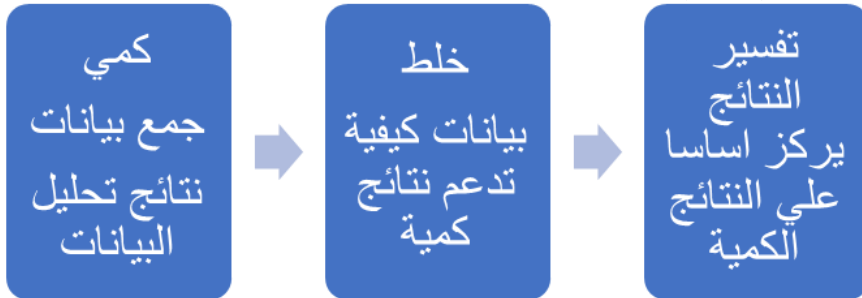 كمي
جمع بيانات
نتائج تحليل
البيانات
خلط
بيانات كيفية
تدعم نتائج
كمية
تفسير
النتائج
يركز اساسا
علي النتائج
الكمية